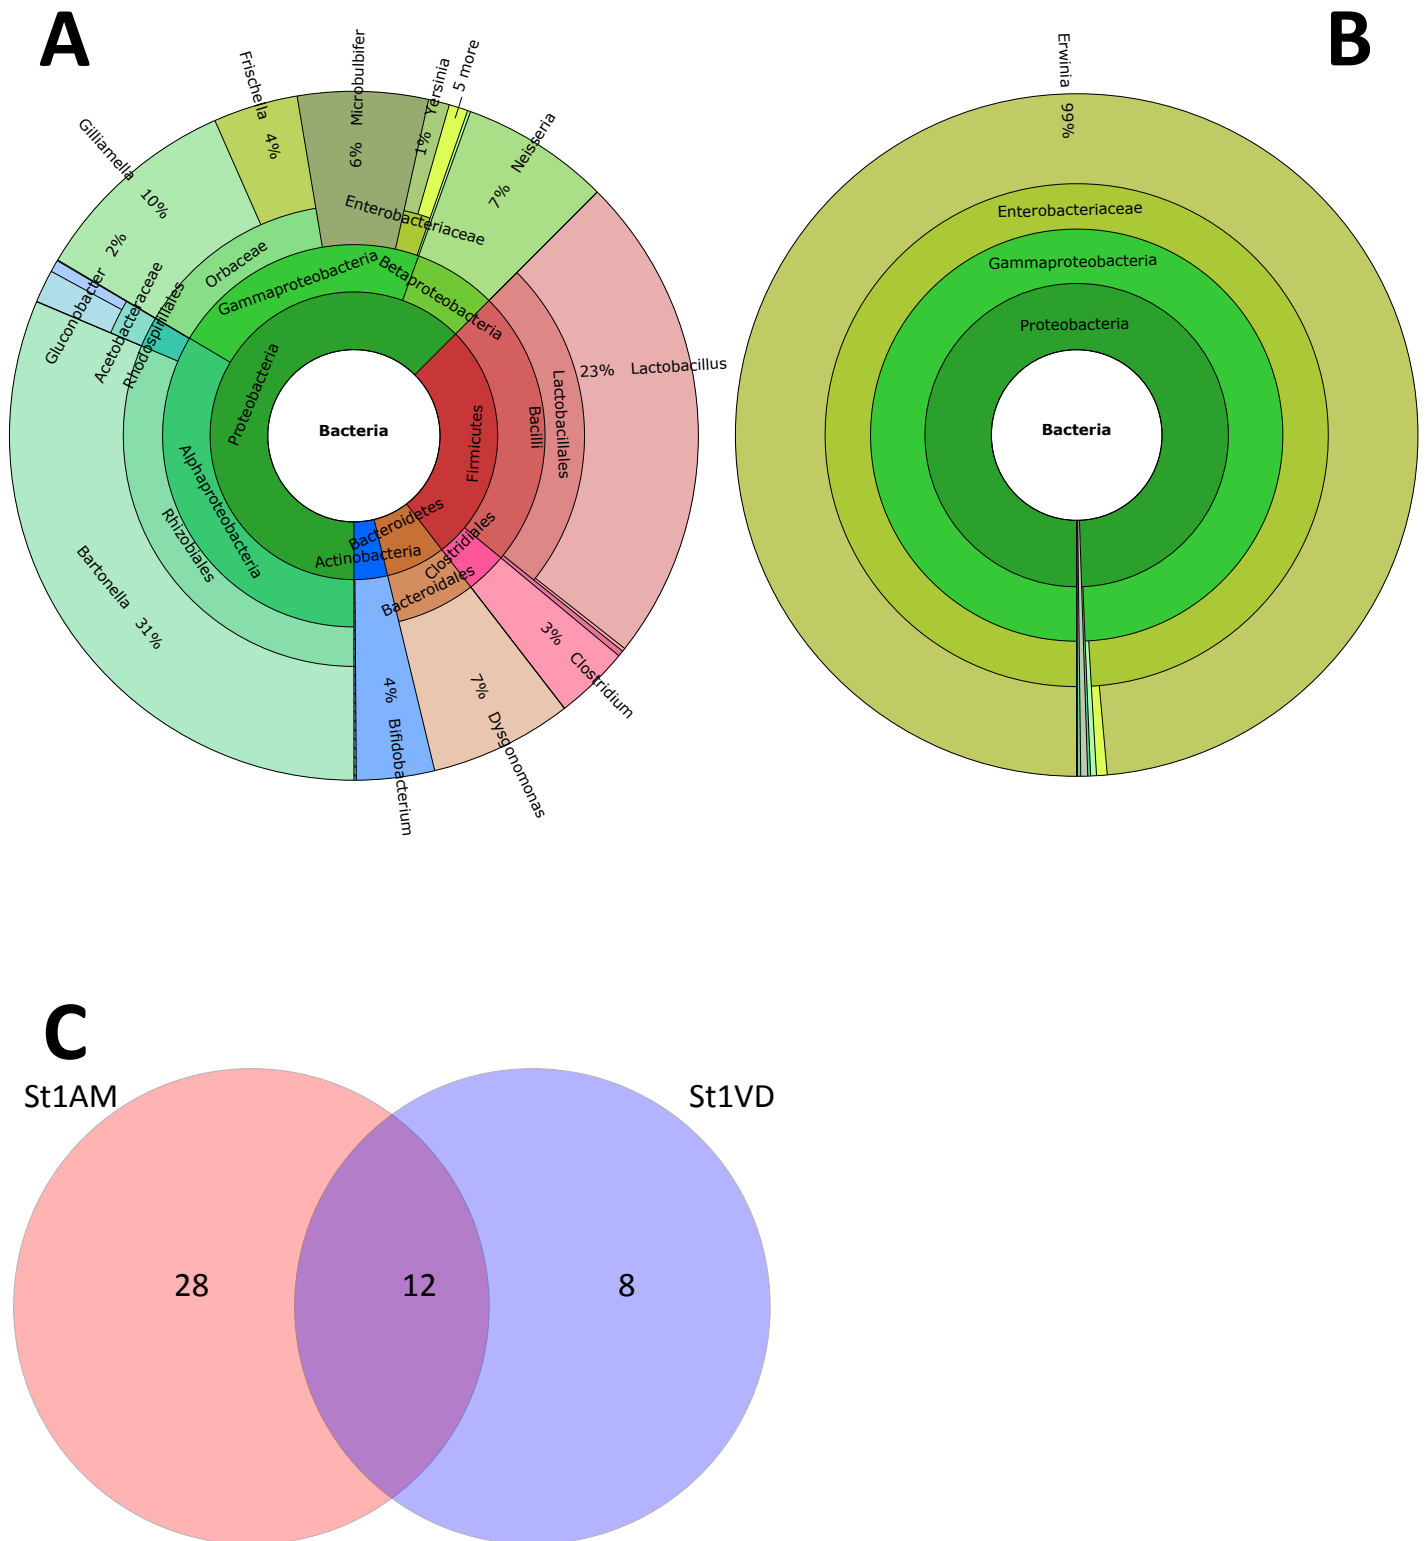 A
B
Frischella 4%
Microbulbifer 6%
Yersinia 1%
5 more
Neisseria 7%
Gilliamella 10%
2% Gluconobacter
Acetobacteraceae
Rhodospirillales
Orbaceae
Enterobacteriaceae
Gammaproteobacteria
Betaproteobacteria
Proteobacteria
Bacteria
Firmicutes
Bacilli
Lactobacillales
23% Lactobacillus
Alphaproteobacteria
Rhizobiales
Bartonella 31%
Bacteroidetes
Actinobacteria
Clostridiales
Bacteroidales
3% Clostridium
7% Dysgonomonas
4% Bifidobacterium
Erwinia 99%
Enterobacteriaceae
Gammaproteobacteria
Proteobacteria
Bacteria
C
St1AM
St1VD
28
12
8